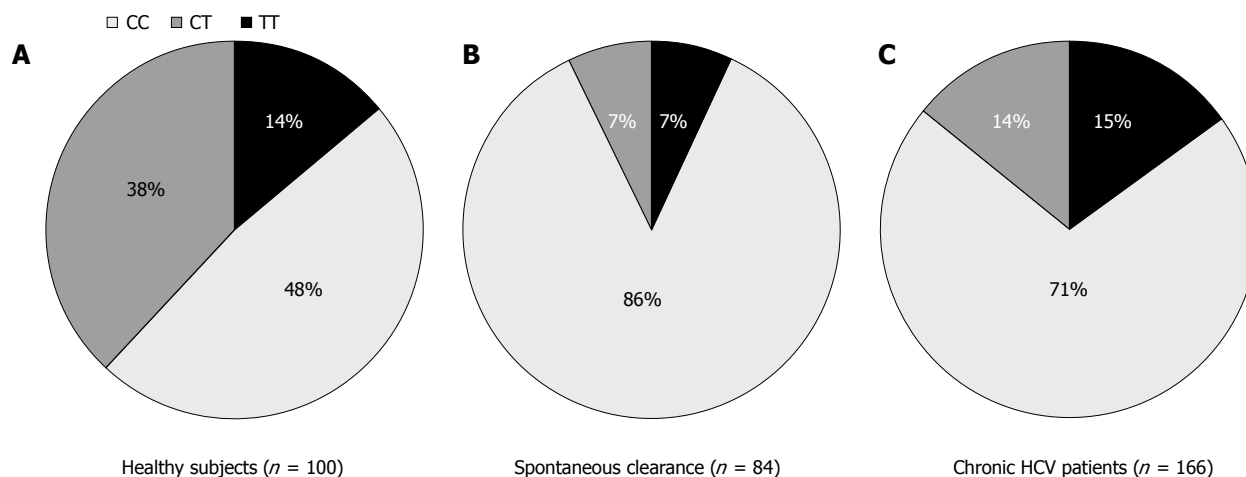 CC CT TT
A
14%
38%
48%
Healthy subjects (n = 100)
B
7% 7%
86%
Spontaneous clearance (n = 84)
C
14% 15%
71%
Chronic HCV patients (n = 166)